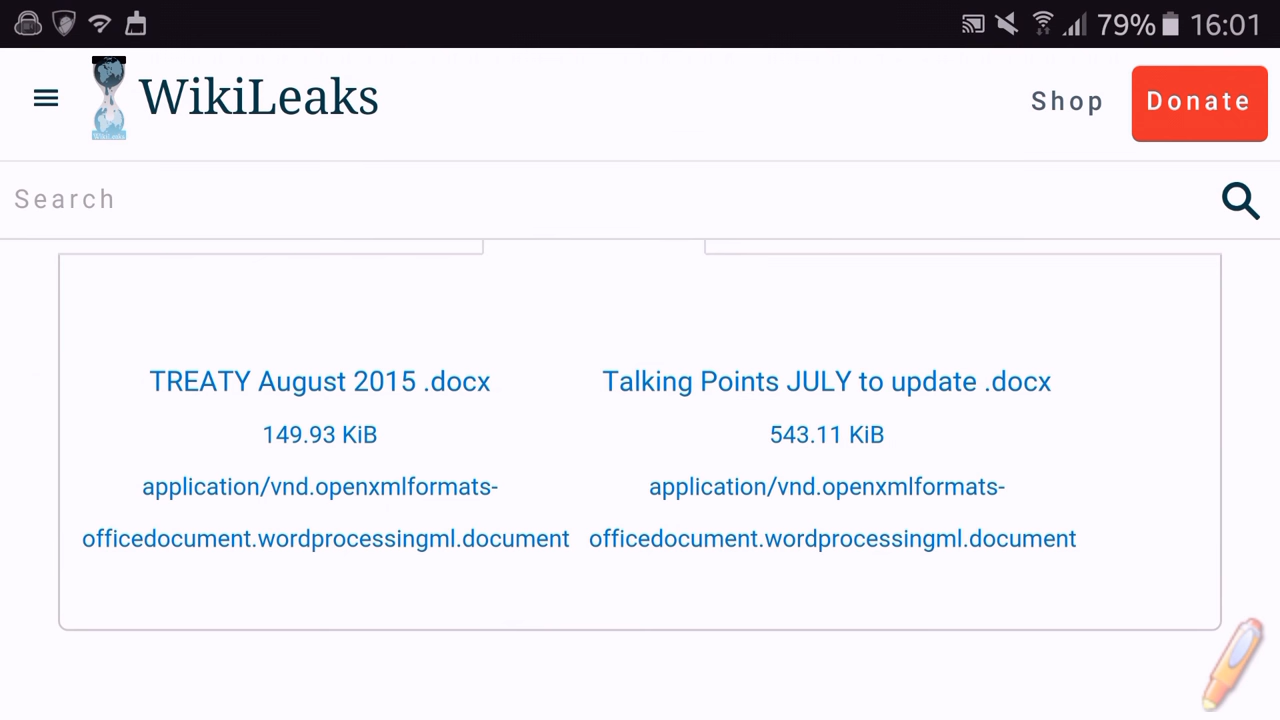 79% 16:01
WikiLeaks
Shop
Donate
Search
TREATY August 2015 .docx
149.93 KiB
application/vnd.openxmlformats-
officedocument.wordprocessingml.document
Talking Points JULY to update .docx
543.11 KiB
application/vnd.openxmlformats-
officedocument.wordprocessingml.document